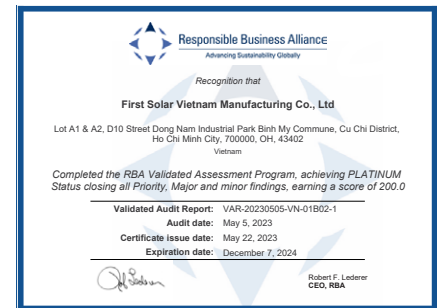 Responsible Business Alliance
Advancing Sustainability Globally
Recognition that
First Solar Vietnam Manufacturing Co., Ltd
Lot A1 & A2, D10 Street Dong Nam Industrial Park Binh My Commune, Cu Chi District,
Ho Chi Minh City, 700000, OH, 43402
Vietnam
Completed the RBA Validated Assessment Program, achieving PLATINUM
Status closing all Priority, Major and minor findings, earning a score of 200.0
Validated Audit Report: VAR-20230505-VN-01B02-1
Audit date: May 5, 2023
Certificate issue date: May 22, 2023
Expiration date: December 7, 2024
Robert F. Lederer
CEO, RBA